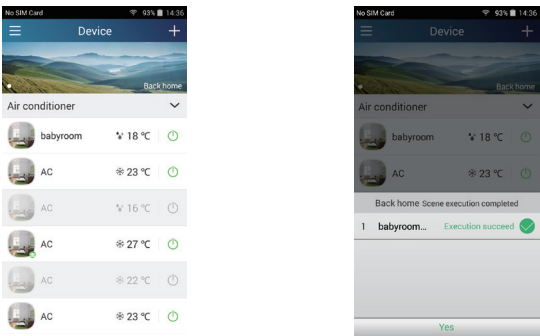 No SIM Card 93% 14:36
Device
Back home
Air conditioner
babyroom 18 ℃
AC 23 ℃
AC 16 ℃
AC 27 ℃
AC 22 ℃
AC 23 ℃
No SIM Card 93% 14:36
Device
Back home
Air conditioner
babyroom 18 ℃
AC 23 ℃
Back home Scene execution completed
1 babyroom... Execution succeed
Yes